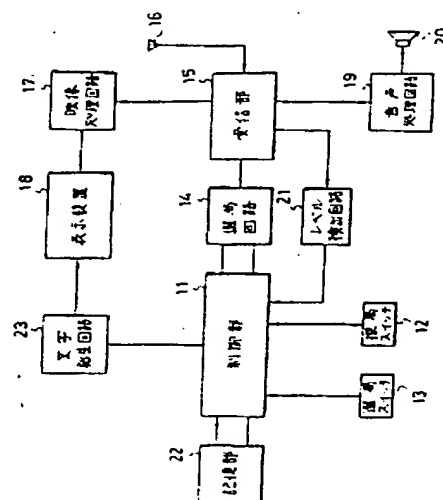 16
17
映像
処理回路
15
受信部
20
19
音声
処理回路
18
表示装置
14
選局
回路
21
レベル
検出回路
23
文字
発生回路
11
制御部
スイッチ
12
選局
スイッチ
13
22
記憶部